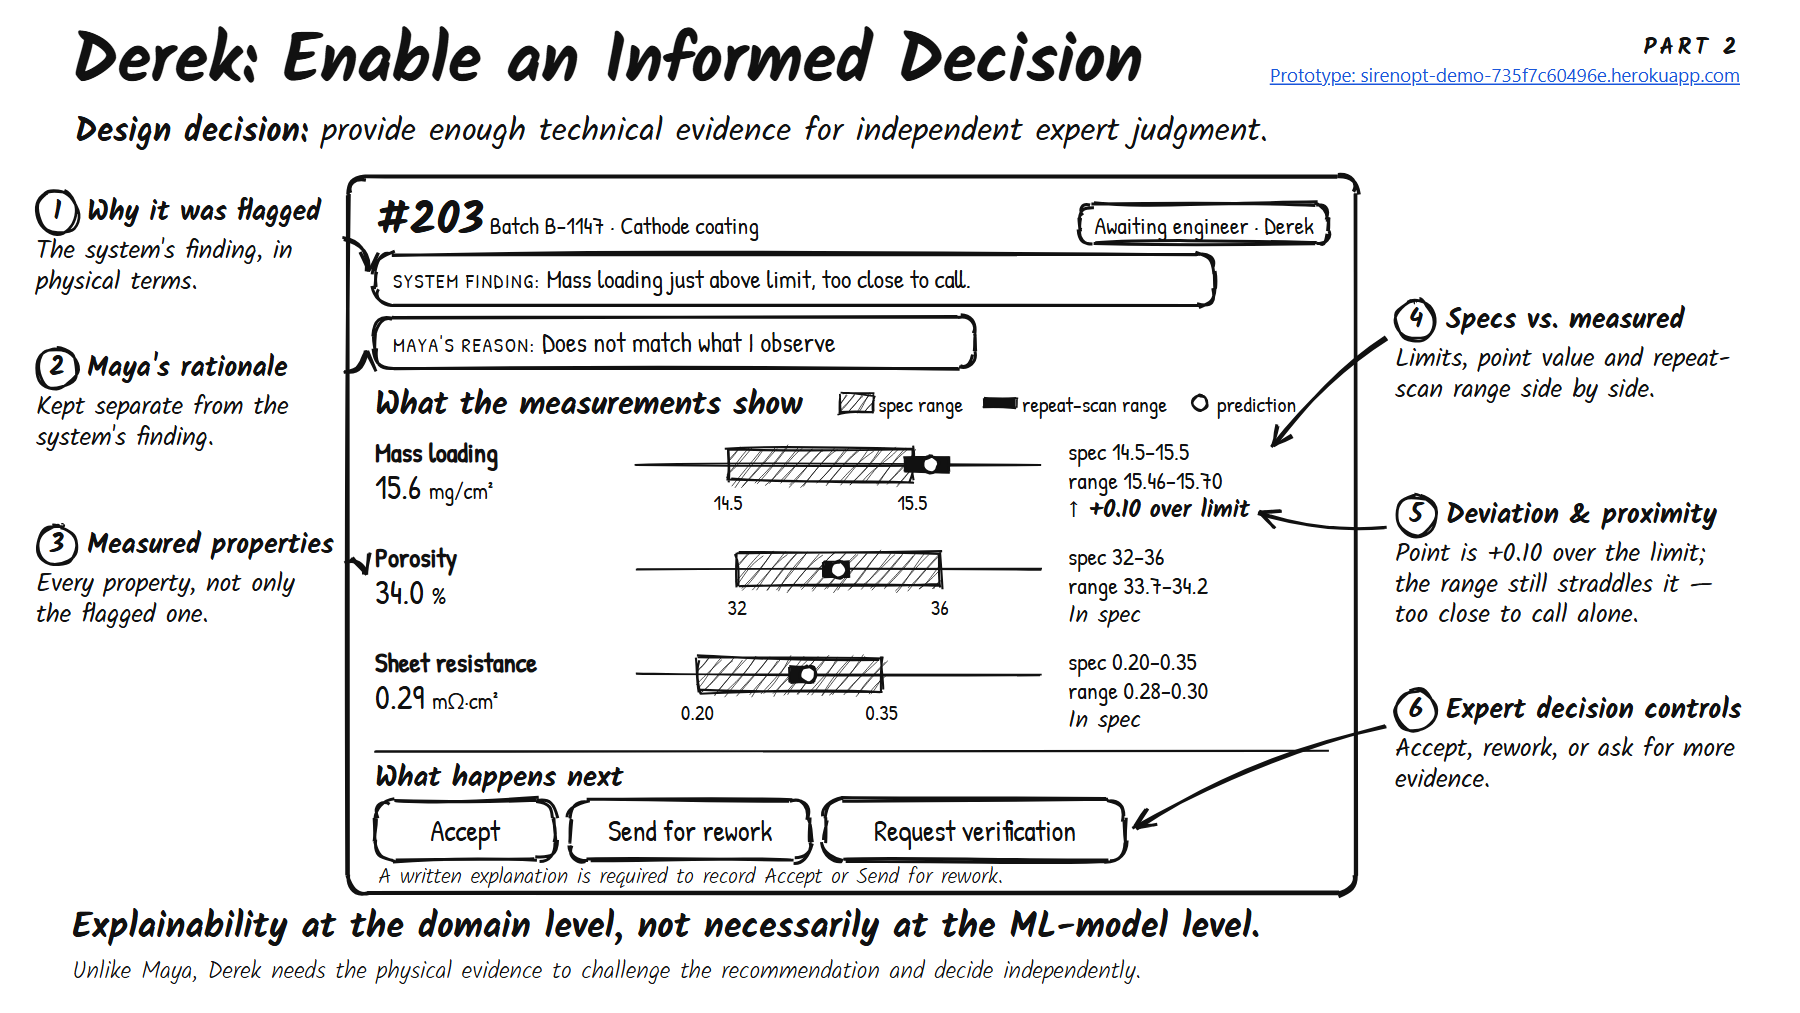 Derek: Enable an Informed Decision
PART 2
Prototype: sirenopt-demo-735f7c60496e.herokuapp.com
Design decision: provide enough technical evidence for independent expert judgment.
1 Why it was flagged
The system's finding, in
physical terms.
2 Maya's rationale
Kept separate from the
system's finding.
3 Measured properties
Every property, not only
the flagged one.
#203 Batch B-1147 · Cathode coating
Awaiting engineer · Derek
SYSTEM FINDING: Mass loading just above limit, too close to call.
MAYA'S REASON: Does not match what I observe
What the measurements show
spec range
repeat-scan range
prediction
Mass loading
15.6 mg/cm²
14.5
15.5
spec 14.5–15.5
range 15.46–15.70
↑ +0.10 over limit
Porosity
34.0 %
32
36
spec 32–36
range 33.7–34.2
In spec
Sheet resistance
0.29 mΩ·cm²
0.20
0.35
spec 0.20–0.35
range 0.28–0.30
In spec
What happens next
Accept
Send for rework
Request verification
A written explanation is required to record Accept or Send for rework.
4 Specs vs. measured
Limits, point value and repeat-
scan range side by side.
5 Deviation & proximity
Point is +0.10 over the limit;
the range still straddles it —
too close to call alone.
6 Expert decision controls
Accept, rework, or ask for more
evidence.
Explainability at the domain level, not necessarily at the ML-model level.
Unlike Maya, Derek needs the physical evidence to challenge the recommendation and decide independently.